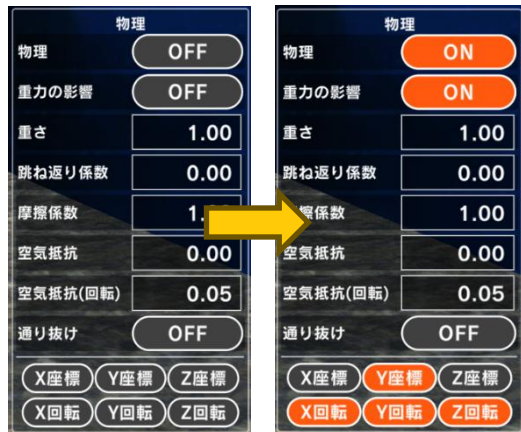 物理
物理 OFF
重力の影響 OFF
重さ 1.00
跳ね返り係数 0.00
摩擦係数 1.
空気抵抗 0.00
空気抵抗(回転) 0.05
通り抜け OFF
X座標 Y座標 Z座標
X回転 Y回転 Z回転
物理
物理 ON
重力の影響 ON
重さ 1.00
跳ね返り係数 0.00
擦係数 1.00
空気抵抗 0.00
空気抵抗(回転) 0.05
通り抜け OFF
X座標 Y座標 Z座標
X回転 Y回転 Z回転